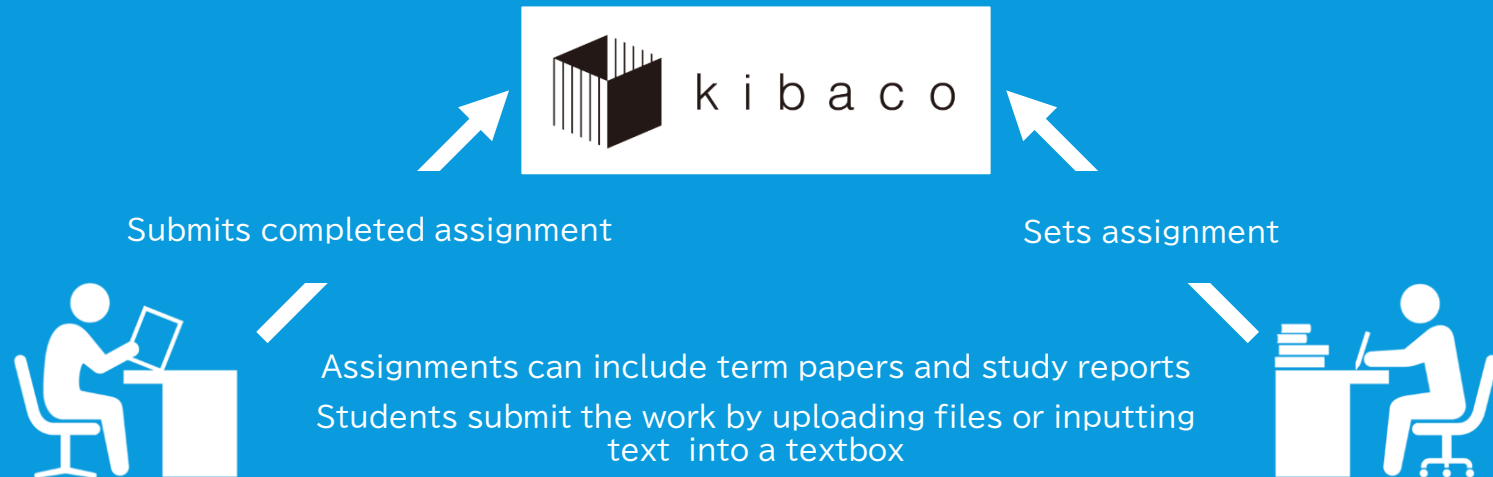 kibaco
Submits completed assignment
Sets assignment
Assignments can include term papers and study reports
Students submit the work by uploading files or inputting
text into a textbox